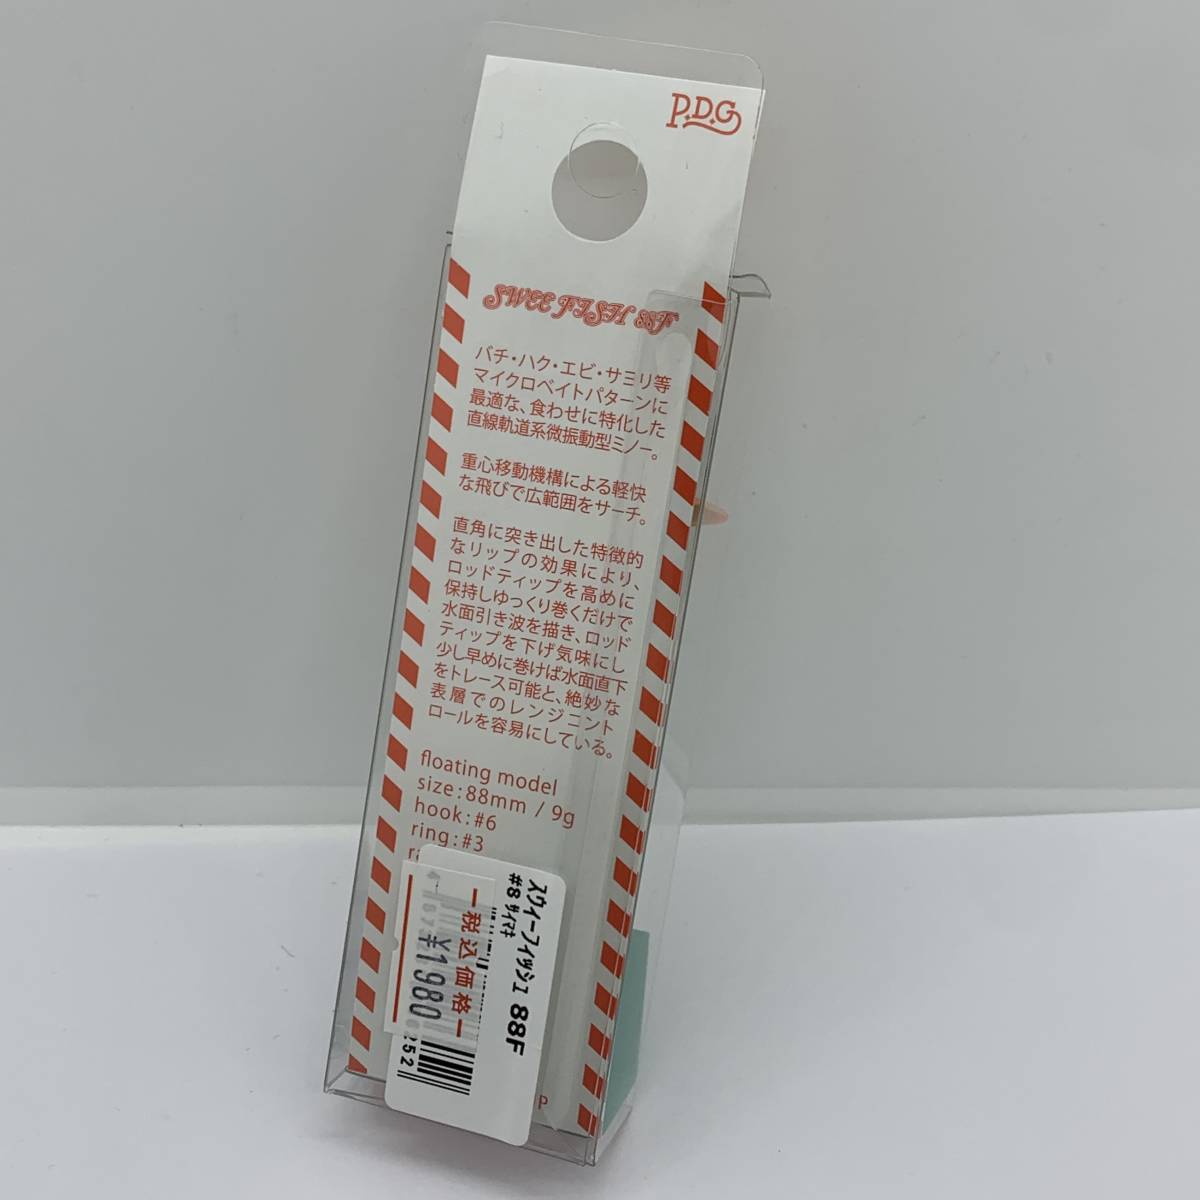 P.D.G
SWEE FISH 88F
バチ・ハク・エビ・サミリ等
マイクロベイトパターンに
最適な、食わせに特化した
直線軌道系微振動型ミノー。
重心移動機構による軽快
な飛びで広範囲をサーチ。
直角に突き出した特徴的
なリップの効果により、
ロッドティップを高めに
保持しゆっくり巻くだけで
水面引き波を描き、ロッド
ティップを下げ気味にし
少し早めに巻けば水面直下
をトレース可能と、絶妙な
表層でのレンジコント
ロールを容易にしている。
floating model
size:88mm / 9g
hook:#6
ring:#3
スウィーフィッシュ 88F
#8 サイマキ
税込価格
¥1980
252
P